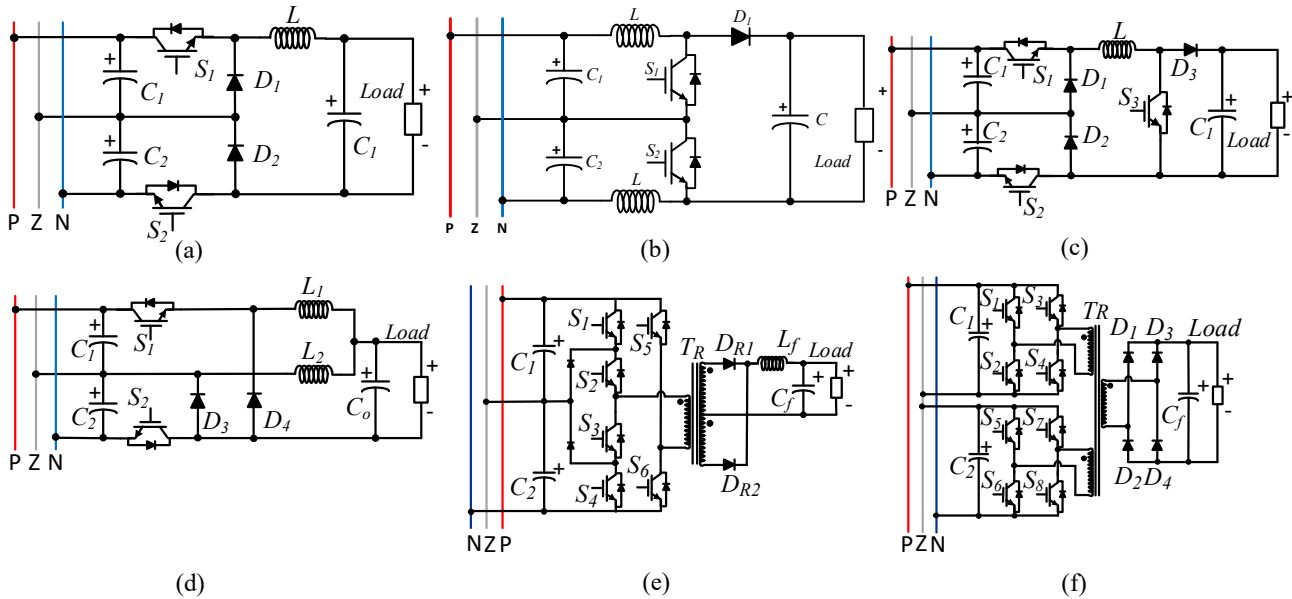 S1
L
D1
C1
Load
+
-
C1
C2
D2
S2
P Z N
(a)
L
D1
S1
C1
C
Load
+
-
S2
C2
L
P Z N
(b)
S1
L
D3
C1
D1
S3
C1
Load
+
-
C2
D2
S2
P Z N
(c)
L1
S1
C1
L2
Load
+
-
S2
C2
D3
D4
Co
P Z N
(d)
S1
S5
C1
S2
TR
DR1
Lf
Load
+
-
Cf
S3
C2
S4
S6
DR2
N Z P
(e)
S1
S3
C1
TR
D1
D3
Load
S2
S4
+
-
Cf
S5
S7
C2
D2
D4
S6
S8
P Z N
(f)